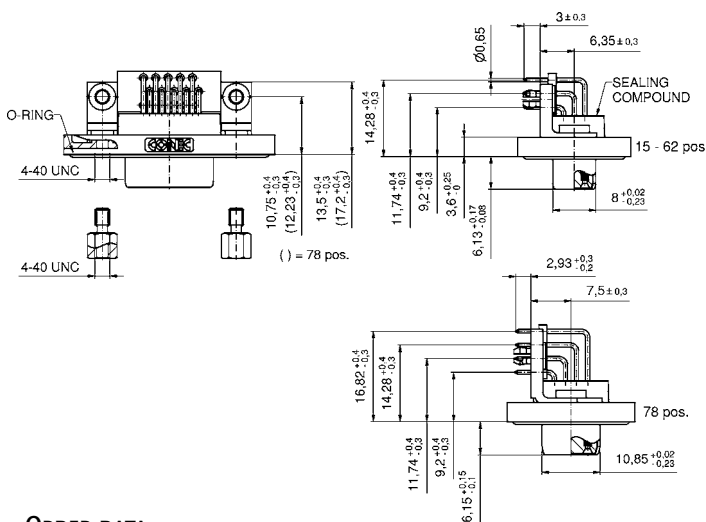 O-RING
4-40 UNC
4-40 UNC
CONEC
10,75 +0.4 -0.3
(12,23 +0.4 -0.3)
13,5 +0.4 -0.3
(17,2 +0.4 -0.3)
( ) = 78 pos.
3±0,3
6,35±0,3
Ø0,65
SEALING
COMPOUND
15 - 62 pos
14,28 +0.4 -0.3
11,74 +0.4 -0.3
9,2 +0.4 -0.3
3,6 +0.25 0
6,13 +0.17 -0.08
8 +0,02 -0,23
2,93 +0,3 -0,2
7,5±0,3
16,82 +0.4 -0.3
14,28 +0.4 -0.3
78 pos.
11,74 +0.4 -0.3
9,2 +0.4 -0.3
6,15 +0.15 -0.1
10,85 +0,02 -0,23
ORDER DATA